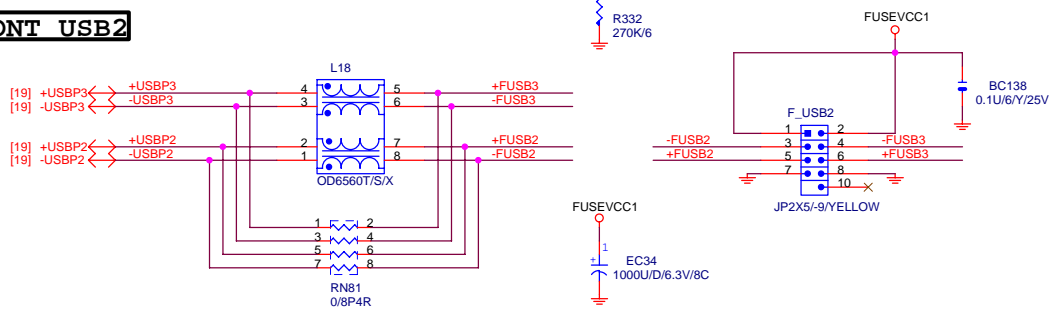 ONT USB2
R332
270K/6
FUSEVCC1
L18
[19] +USBP3 +USBP3 4 5 +FUSB3
[19] -USBP3 -USBP3 3 6 -FUSB3
[19] +USBP2 +USBP2 2 7 +FUSB2
[19] -USBP2 -USBP2 1 8 -FUSB2
OD6560T/S/X
BC138
0.1U/6/Y/25V
F_USB2
1 2
-FUSB2 3 4 -FUSB3
+FUSB2 5 6 +FUSB3
7 8
10
JP2X5/-9/YELLOW
1 2
3 4
5 6
7 8
RN81
0/8P4R
FUSEVCC1
1
+
EC34
1000U/D/6.3V/8C